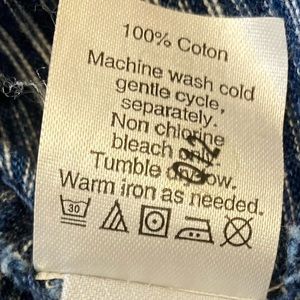 100% Coton
Machine wash cold
gentle cycle,
separately.
Non chlorine
bleach
Tumble low.
Warm iron as needed.
30